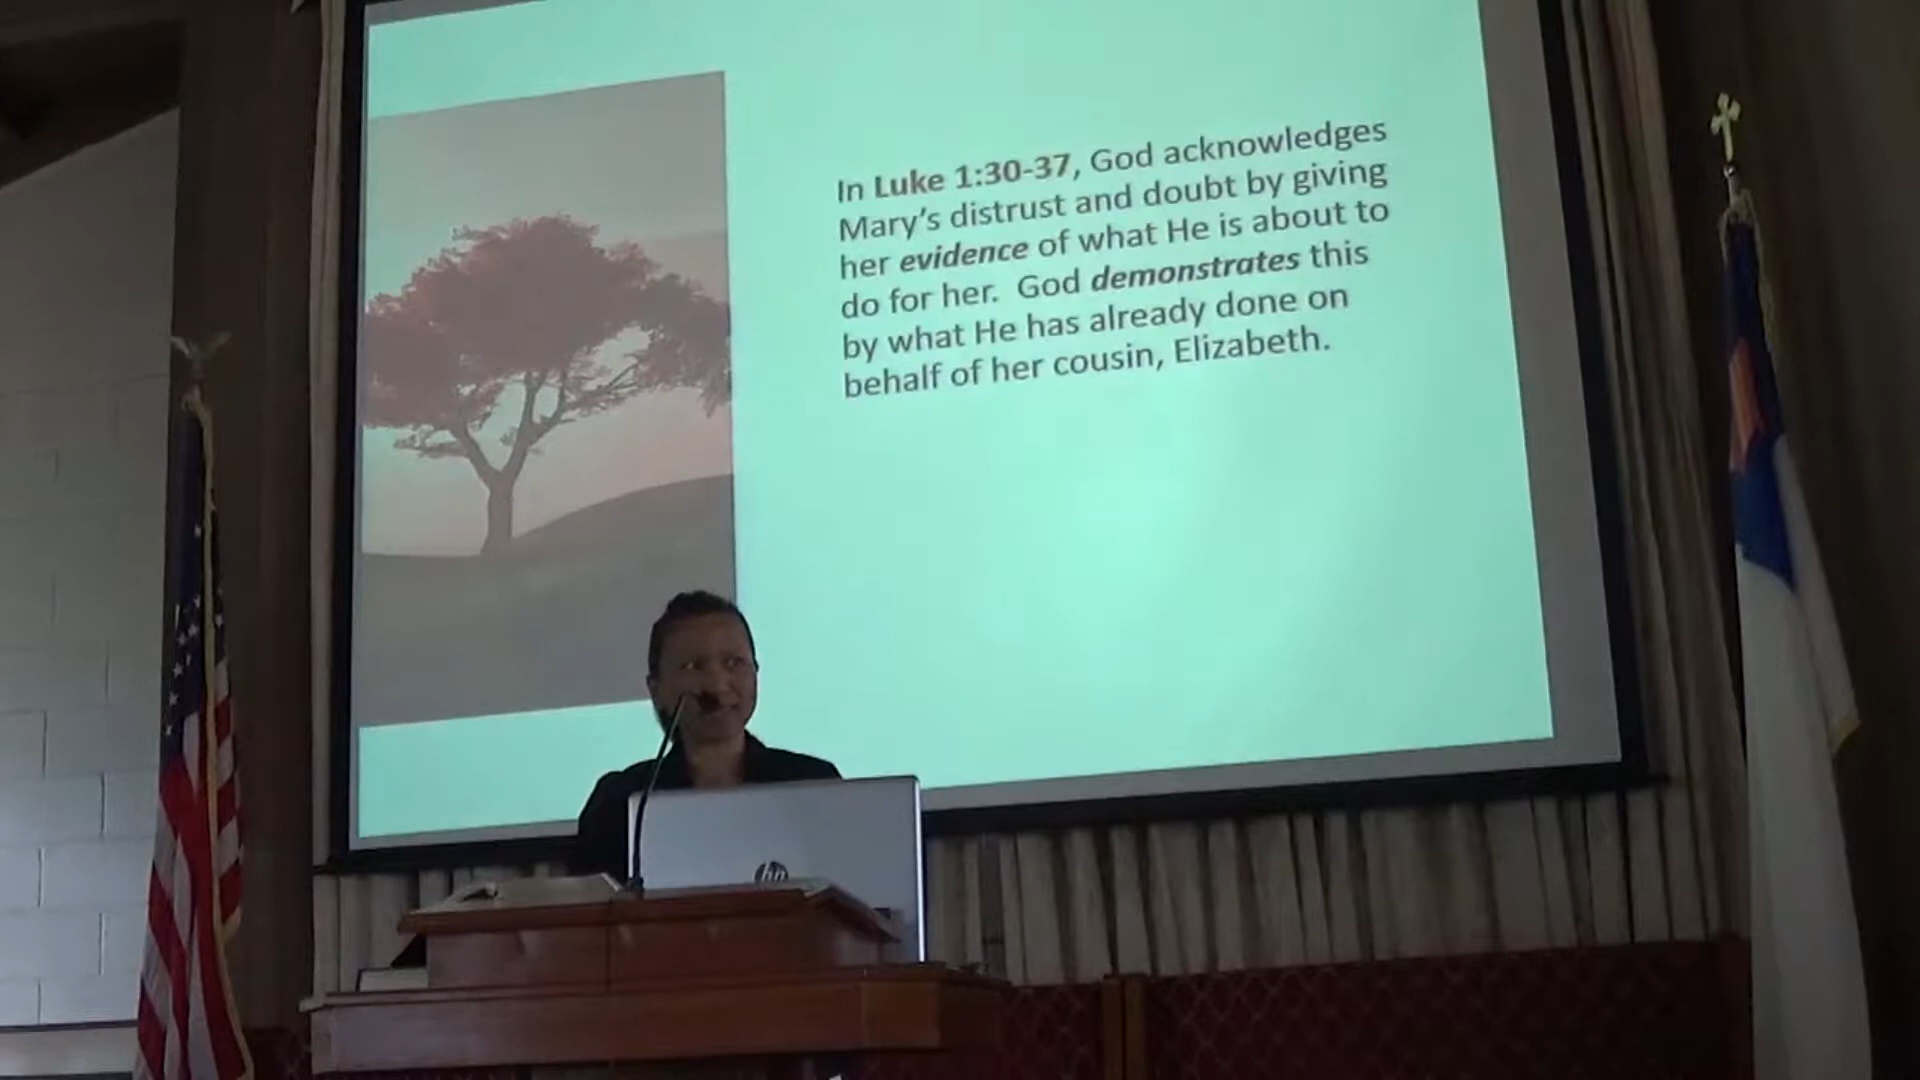 In Luke 1:30-37, God acknowledges
Mary's distrust and doubt by giving
her evidence of what He is about to
do for her.  God demonstrates this
by what He has already done on
behalf of her cousin, Elizabeth.
hp